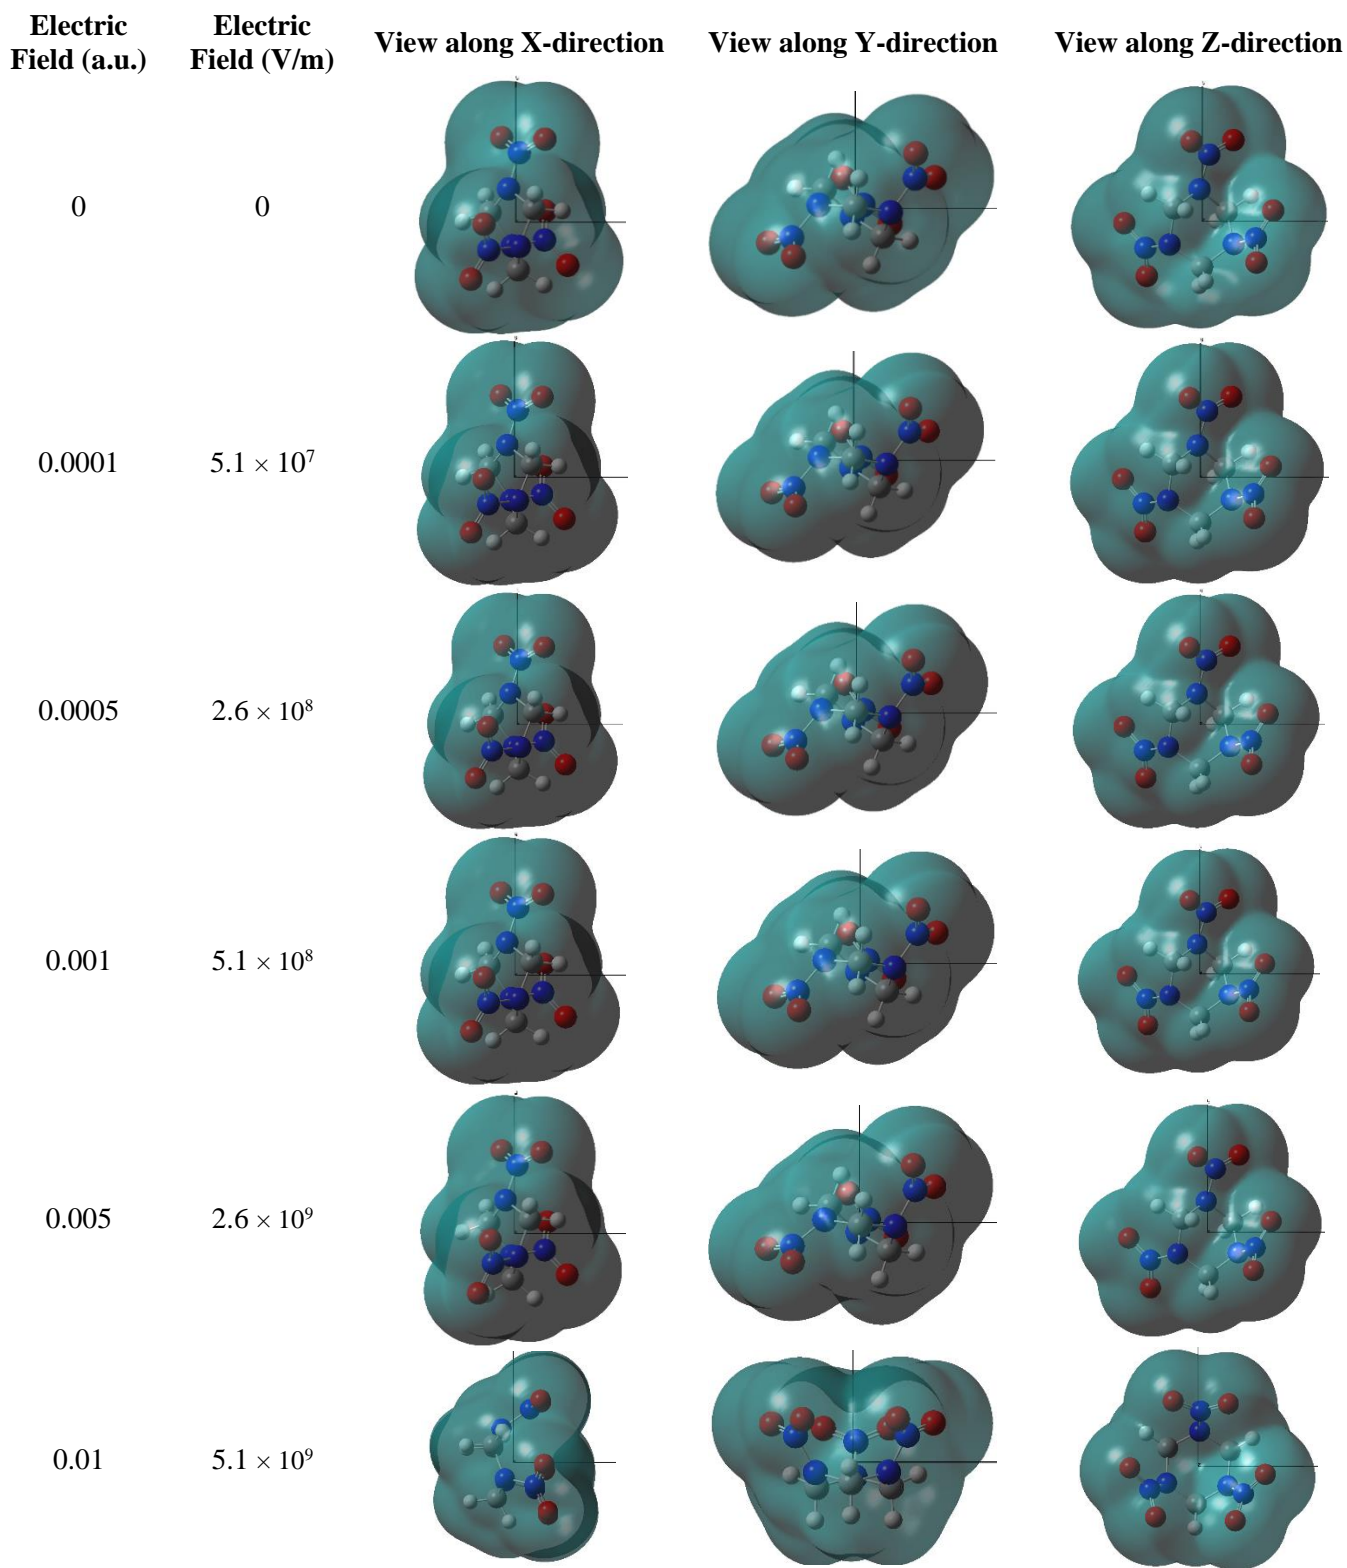 Electric Field (a.u.) Electric Field (V/m) View along X-direction View along Y-direction View along Z-direction
0 0
0.0001 5.1 × 10⁷
0.0005 2.6 × 10⁸
0.001 5.1 × 10⁸
0.005 2.6 × 10⁹
0.01 5.1 × 10⁹